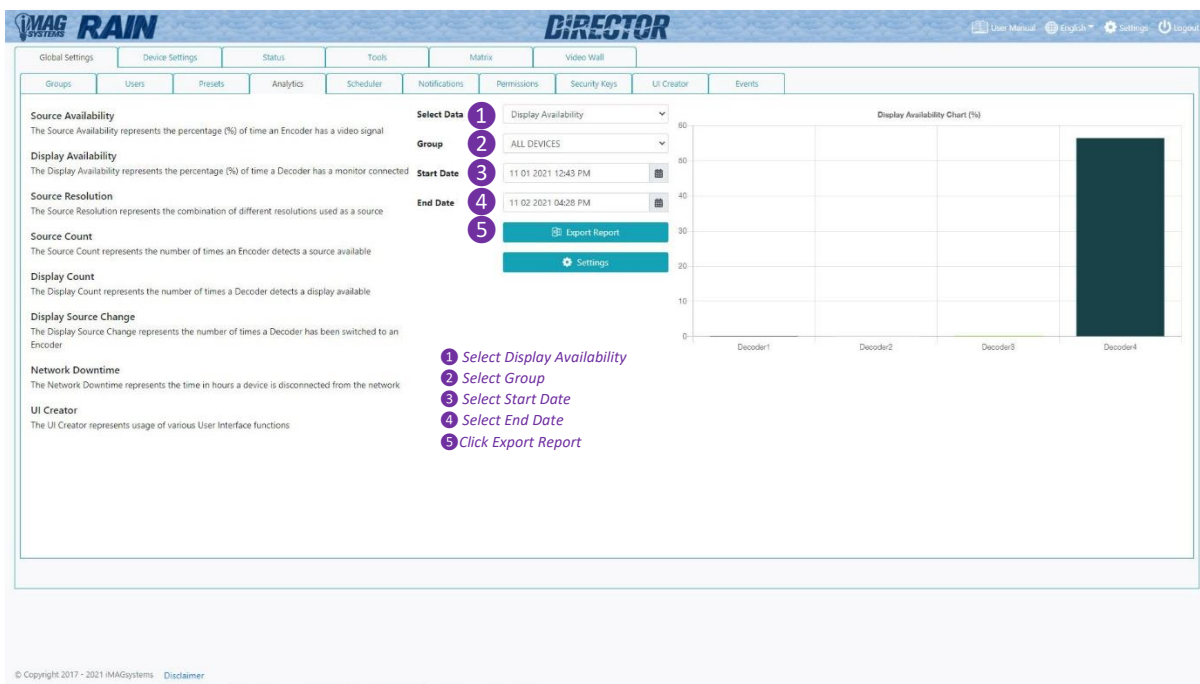 iMAG SYSTEMS RAIN
DiRECTOR
User Manual English Settings Logout
Global Settings Device Settings Status Tools Matrix Video Wall
Groups Users Presets Analytics Scheduler Notifications Permissions Security Keys UI Creator Events
Source Availability
The Source Availability represents the percentage (%) of time an Encoder has a video signal
Display Availability
The Display Availability represents the percentage (%) of time a Decoder has a monitor connected
Source Resolution
The Source Resolution represents the combination of different resolutions used as a source
Source Count
The Source Count represents the number of times an Encoder detects a source available
Display Count
The Display Count represents the number of times a Decoder detects a display available
Display Source Change
The Display Source Change represents the number of times a Decoder has been switched to an
Encoder
Network Downtime
The Network Downtime represents the time in hours a device is disconnected from the network
UI Creator
The UI Creator represents usage of various User Interface functions
Select Data 1 Display Availability
Group 2 ALL DEVICES
Start Date 3 11 01 2021 12:43 PM
End Date 4 11 02 2021 04:28 PM
5 Export Report
Settings
1 Select Display Availability
2 Select Group
3 Select Start Date
4 Select End Date
5 Click Export Report
Display Availability Chart (%)
60
50
40
30
20
10
0
Decoder1 Decoder2 Decoder3 Decoder4
© Copyright 2017 - 2021 iMAGsystems Disclaimer